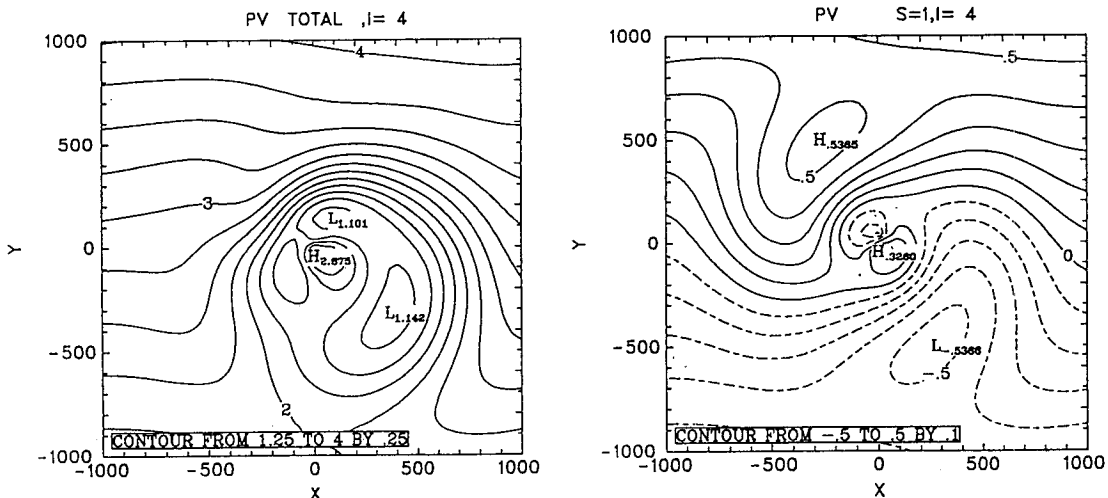 PV TOTAL ,I= 4
1000
500
0
-500
-1000
Y
4
3
L1.101
H2.675
L1.142
2
CONTOUR FROM 1.25 TO 4 BY .25
-1000 -500 0 500 1000
X
PV S=1,I= 4
1000
500
0
-500
-1000
Y
.5
H.5365
.5
H.3260
0
L-.5366
-.5
CONTOUR FROM -.5 TO .5 BY .1
-1000 -500 0 500 1000
X